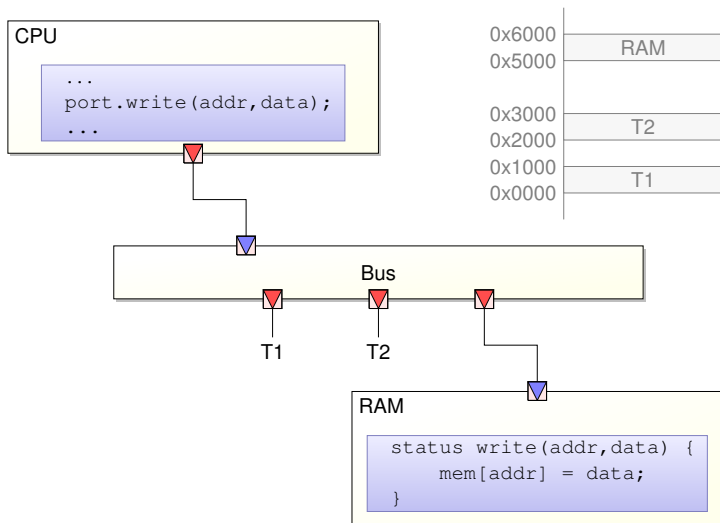 CPU
...
port.write(addr,data);
...
0x6000
RAM
0x5000
0x3000
T2
0x2000
0x1000
T1
0x0000
Bus
T1
T2
RAM
status write(addr,data) {
mem[addr] = data;
}